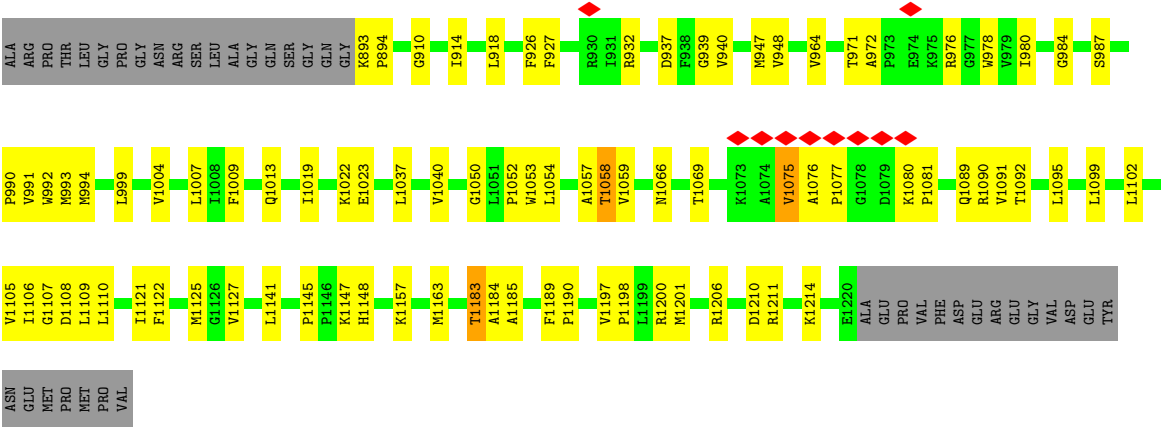 ALA ARG PRO THR LEU GLY PRO GLY ASN ARG SER LEU ALA GLY GLN SER GLY GLN GLY K893 P894 G910 I914 L918 F926 F927 R930 I931 R932 D937 F938 G939 V940 M947 V948 V964 T971 A972 P973 E974 K975 R976 G977 W978 V979 I980 G984 S987
P990 V991 W992 M993 M994 L999 V1004 L1007 I1008 F1009 Q1013 I1019 K1022 E1023 L1037 V1040 G1050 L1051 P1052 W1053 L1054 A1057 T1058 V1059 N1066 T1069 K1073 A1074 V1075 A1076 P1077 G1078 D1079 K1080 P1081 Q1089 R1090 V1091 T1092 L1095 L1099 L1102
V1105 I1106 G1107 D1108 L1109 L1110 I1121 F1122 M1125 G1126 V1127 L1141 P1145 P1146 K1147 H1148 K1157 M1163 T1183 A1184 A1185 F1189 P1190 V1197 P1198 L1199 R1200 M1201 R1206 D1210 R1211 K1214 E1220 ALA GLU PRO VAL PHE ASP GLU ARG GLU GLY VAL ASP GLU TYR
ASN GLU MET PRO MET PRO VAL